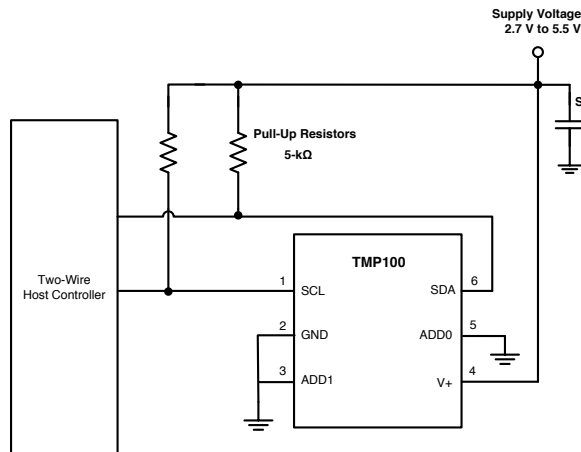 Supply Voltage
2.7 V to 5.5 V
S
Pull-Up Resistors
5-kΩ
Two-Wire
Host Controller
TMP100
1
SCL
SDA
6
2
GND
ADD0
5
3
ADD1
V+
4